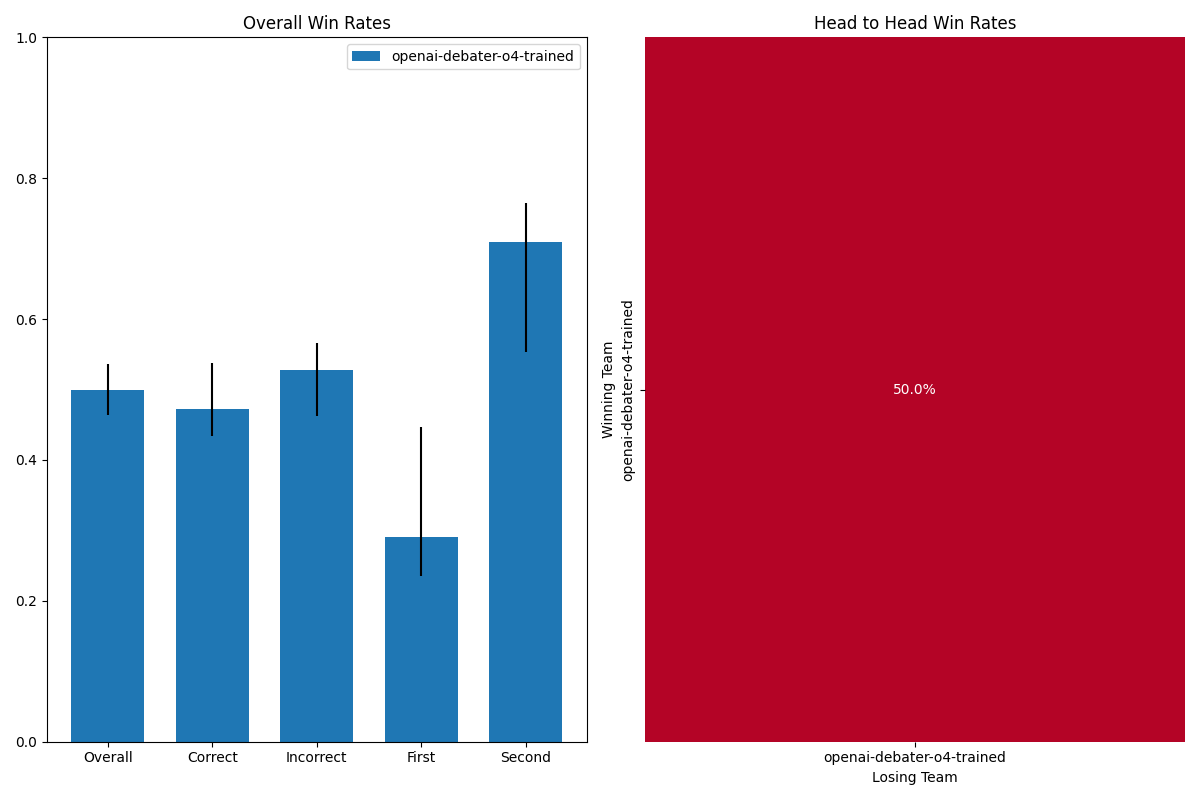 Overall Win Rates
1.0
0.8
0.6
0.4
0.2
0.0
openai-debater-o4-trained
Overall
Correct
Incorrect
First
Second
Head to Head Win Rates
Winning Team
openai-debater-o4-trained
50.0%
openai-debater-o4-trained
Losing Team